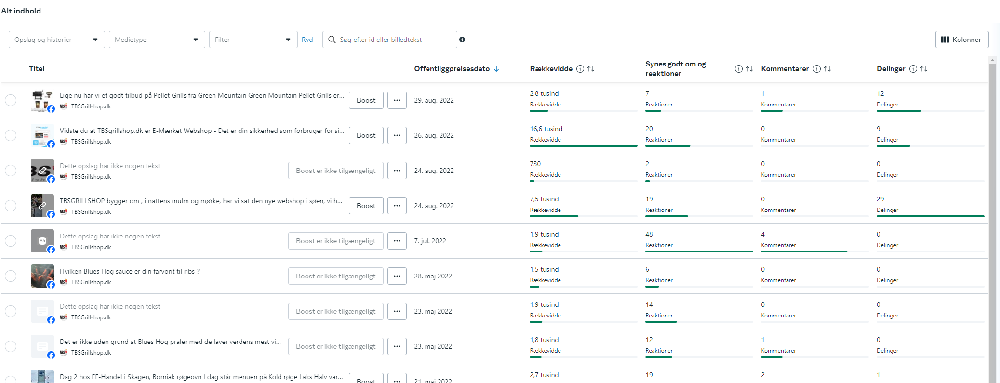 Alt indhold
Opslag og historier
Medietype
Filter
Ryd
Søg efter id eller billedtekst
Kolonner
Titel
Offentliggørelsesdato
Rækkevidde
Synes godt om og reaktioner
Kommentarer
Delinger
Lige nu har vi et godt tilbud på Pellet Grills fra Green Mountain Green Mountain Pellet Grills er...
TBS TBSGrillshop.dk
Boost
29. aug. 2022
2,8 tusind Rækkevidde
7 Reaktioner
1 Kommentarer
12 Delinger
Vidste du at TBSgrillshop.dk er E-Mærket Webshop - Det er din sikkerhed som forbruger for si...
TBS TBSGrillshop.dk
Boost
26. aug. 2022
16,6 tusind Rækkevidde
20 Reaktioner
0 Kommentarer
9 Delinger
Dette opslag har ikke nogen tekst
TBS TBSGrillshop.dk
Boost er ikke tilgængeligt
24. aug. 2022
730 Rækkevidde
2 Reaktioner
0 Kommentarer
0 Delinger
TBSGRILLSHOP bygger om , i nattens mulm og mørke, har vi sat den nye webshop i søen, vi h...
TBS TBSGrillshop.dk
Boost
24. aug. 2022
7,5 tusind Rækkevidde
19 Reaktioner
0 Kommentarer
29 Delinger
Aa
Dette opslag har ikke nogen tekst
TBS TBSGrillshop.dk
Boost er ikke tilgængeligt
7. jul. 2022
1,9 tusind Rækkevidde
48 Reaktioner
4 Kommentarer
0 Delinger
Hvilken Blues Hog sauce er din farvorit til ribs ?
TBS TBSGrillshop.dk
Boost er ikke tilgængeligt
28. maj 2022
1,5 tusind Rækkevidde
6 Reaktioner
0 Kommentarer
0 Delinger
Dette opslag har ikke nogen tekst
TBS TBSGrillshop.dk
Boost er ikke tilgængeligt
23. maj 2022
1,9 tusind Rækkevidde
14 Reaktioner
0 Kommentarer
0 Delinger
Det er ikke uden grund at Blues Hog praler med de laver verdens mest vi...
TBS TBSGrillshop.dk
Boost er ikke tilgængeligt
23. maj 2022
1,8 tusind Rækkevidde
12 Reaktioner
1 Kommentarer
0 Delinger
Dag 2 hos FF-Handel i Skagen, Borniak røgeovn I dag står menuen på Kold røge Laks Halv var...
Boost
21. maj 2022
2,7 tusind
19
2
1